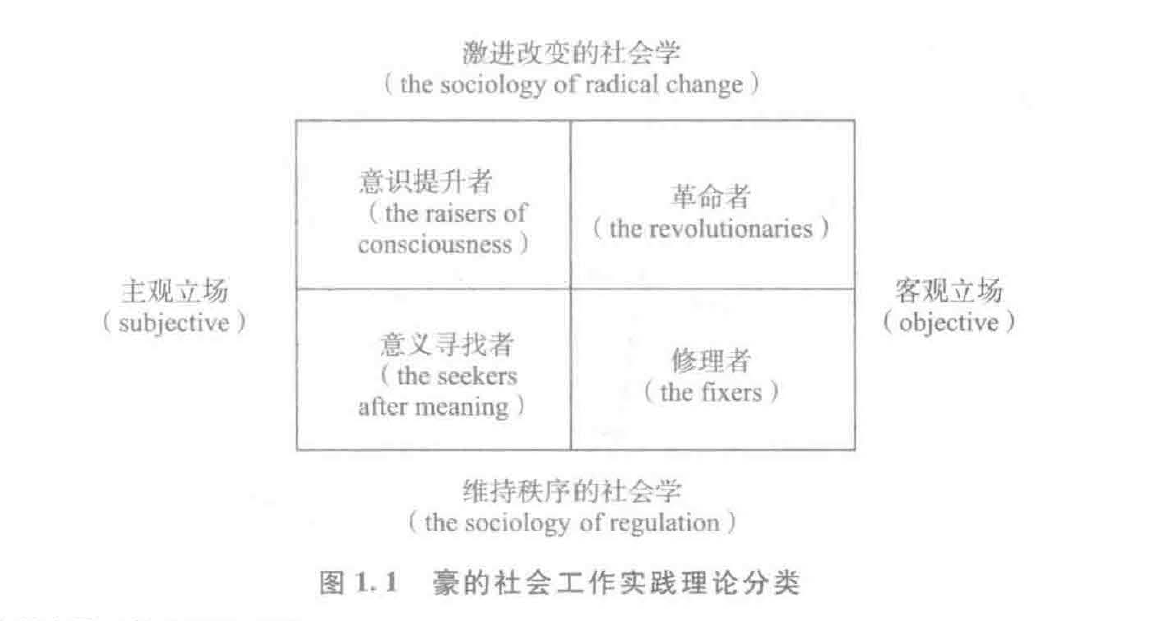 激进改变的社会学
（the sociology of radical change）
意识提升者
（the raisers of
consciousness）
革命者
（the revolutionaries）
主观立场
（subjective）
客观立场
（objective）
意义寻找者
（the seekers
after meaning）
修理者
（the fixers）
维持秩序的社会学
（the sociology of regulation）
图 1.1 豪的社会工作实践理论分类